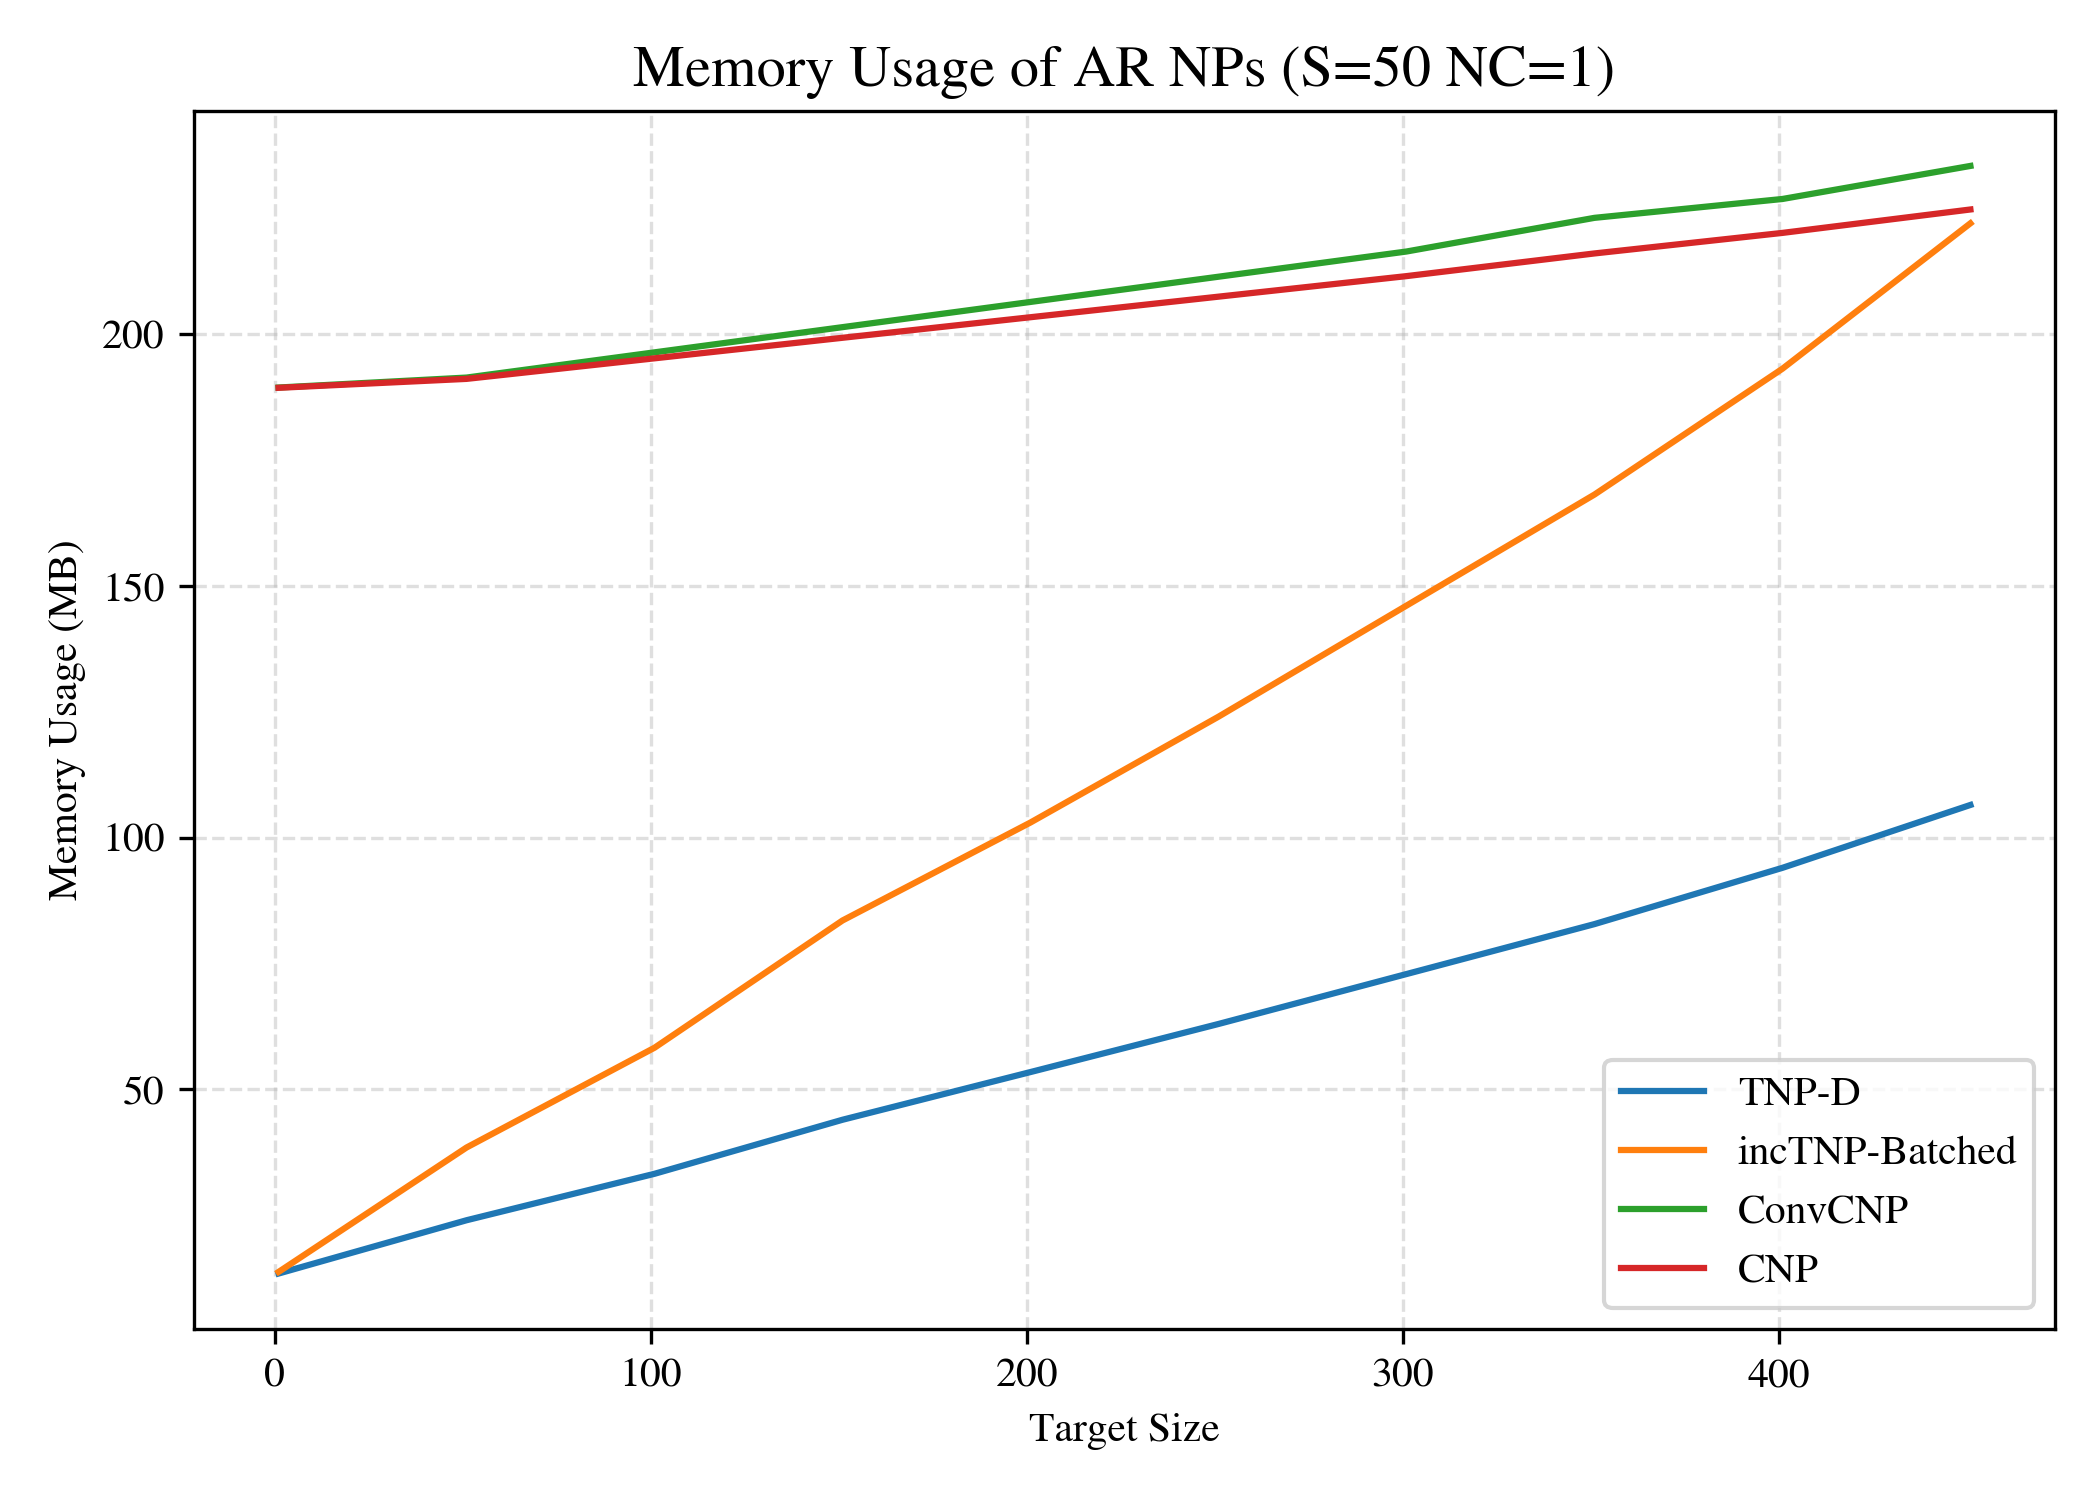 Memory Usage of AR NPs (S=50 NC=1)
Memory Usage (MB)
200
150
100
50
0
100
200
300
400
Target Size
TNP-D
incTNP-Batched
ConvCNP
CNP